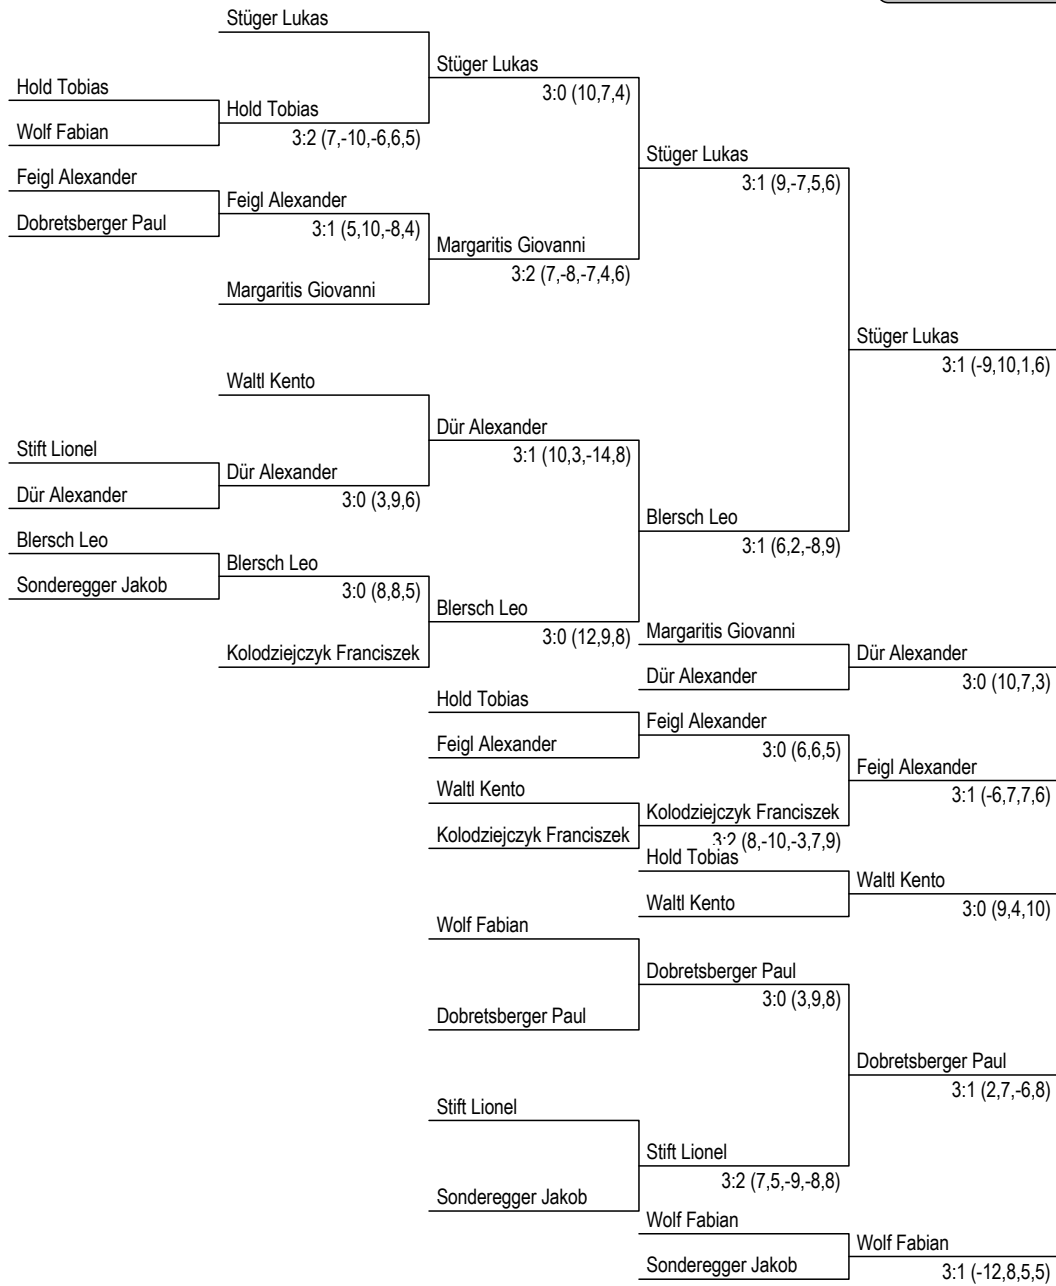 Stüger Lukas
Stüger Lukas
3:0 (10,7,4)
Hold Tobias
Hold Tobias
Wolf Fabian
3:2 (7,-10,-6,6,5)
Stüger Lukas
3:1 (9,-7,5,6)
Feigl Alexander
Feigl Alexander
Dobretsberger Paul
3:1 (5,10,-8,4)
Margaritis Giovanni
3:2 (7,-8,-7,4,6)
Margaritis Giovanni
Stüger Lukas
3:1 (-9,10,1,6)
Waltl Kento
Dür Alexander
3:1 (10,3,-14,8)
Stift Lionel
Dür Alexander
Dür Alexander
3:0 (3,9,6)
Blersch Leo
3:1 (6,2,-8,9)
Blersch Leo
Blersch Leo
Sonderegger Jakob
3:0 (8,8,5)
Blersch Leo
3:0 (12,9,8)
Kolodziejczyk Franciszek
Margaritis Giovanni
Dür Alexander
Dür Alexander
3:0 (10,7,3)
Hold Tobias
Feigl Alexander
Feigl Alexander
3:0 (6,6,5)
Feigl Alexander
3:1 (-6,7,7,6)
Waltl Kento
Kolodziejczyk Franciszek
Kolodziejczyk Franciszek
3:2 (8,-10,-3,7,9)
Hold Tobias
Waltl Kento
Waltl Kento
3:0 (9,4,10)
Wolf Fabian
Dobretsberger Paul
3:0 (3,9,8)
Dobretsberger Paul
Dobretsberger Paul
3:1 (2,7,-6,8)
Stift Lionel
Stift Lionel
3:2 (7,5,-9,-8,8)
Sonderegger Jakob
Wolf Fabian
Wolf Fabian
Sonderegger Jakob
3:1 (-12,8,5,5)